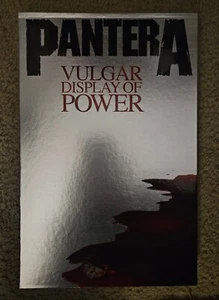 PANTERA
VULGAR
DISPLAY OF
POWER